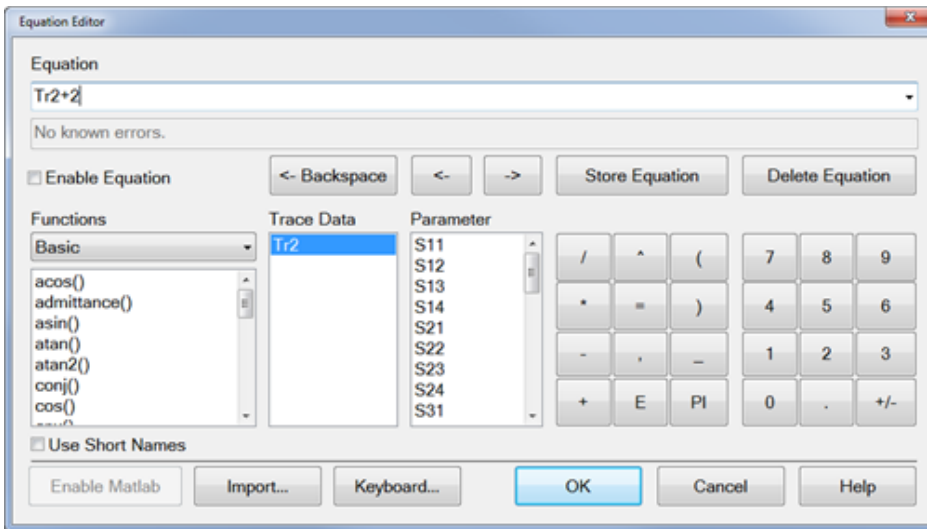 Equation Editor
Equation
Tr2+2
No known errors.
Enable Equation
<- Backspace
<-
->
Store Equation
Delete Equation
Functions
Trace Data
Parameter
Basic
Tr2
acos()
admittance()
asin()
atan()
atan2()
conj()
cos()
S11
S12
S13
S14
S21
S22
S23
S24
S31
/ ^ ( 7 8 9
* = ) 4 5 6
- , _ 1 2 3
+ E PI 0 . +/-
Use Short Names
Enable Matlab
Import...
Keyboard...
OK
Cancel
Help